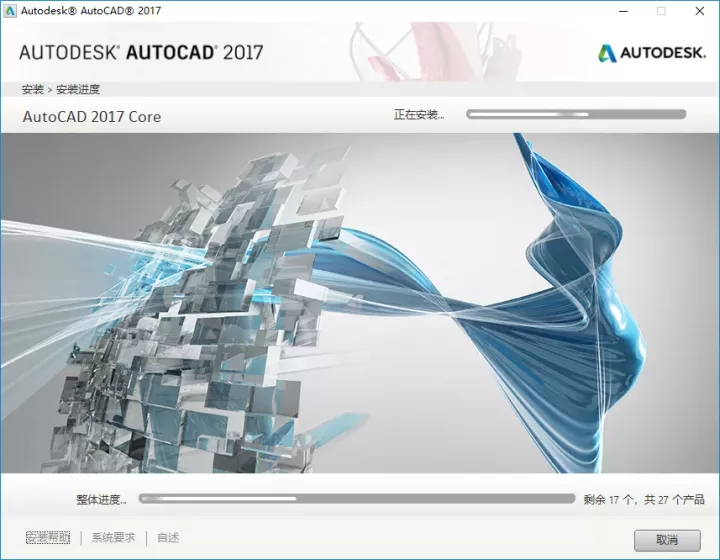 Autodesk® AutoCAD® 2017
AUTODESK® AUTOCAD® 2017
AUTODESK.
安装 > 安装进度
AutoCAD 2017 Core
正在安装...
整体进度...
剩余 17 个，共 27 个产品
安装帮助 | 系统要求 | 自述
取消